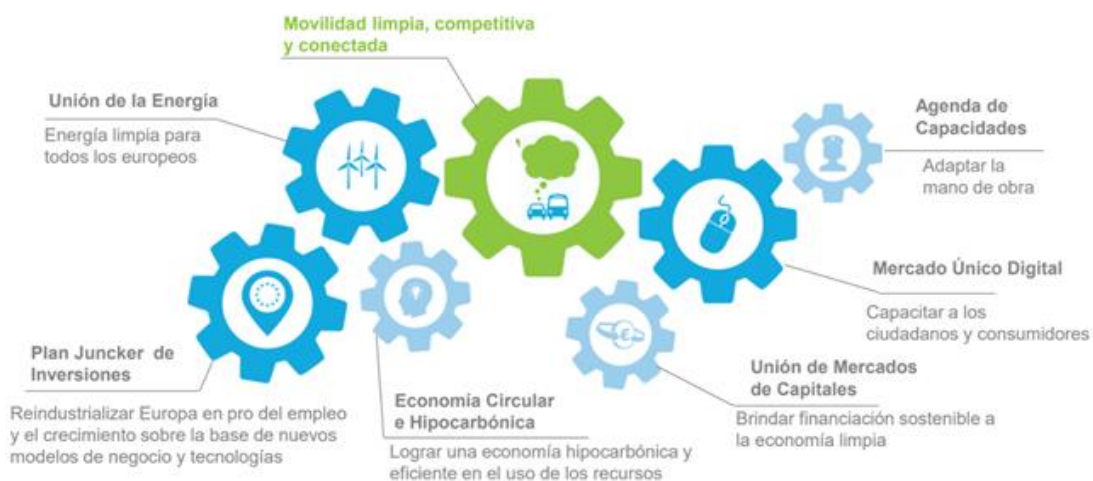 Movilidad limpia, competitiva
y conectada
Unión de la Energía
Energía limpia para
todos los europeos
Agenda de
Capacidades
Adaptar la
mano de obra
Mercado Único Digital
Capacitar a los
ciudadanos y consumidores
Plan Juncker de
Inversiones
Reindustrializar Europa en pro del empleo
y el crecimiento sobre la base de nuevos
modelos de negocio y tecnologías
Economía Circular
e Hipocarbónica
Lograr una economía hipocarbónica y
eficiente en el uso de los recursos
Unión de Mercados
de Capitales
Brindar financiación sostenible a
la economía limpia
€